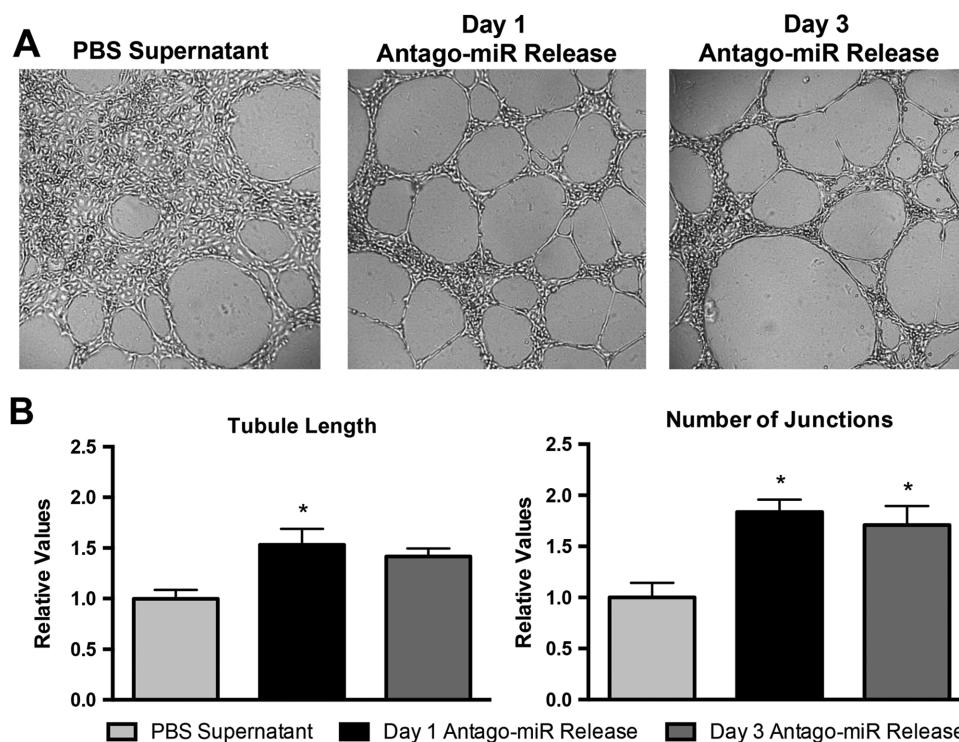 A
PBS Supernatant
Day 1
Antago-miR Release
Day 3
Antago-miR Release
B
Tubule Length
Relative Values
2.5
2.0
1.5
1.0
0.5
0.0
*
Number of Junctions
Relative Values
2.5
2.0
1.5
1.0
0.5
0.0
*
*
PBS Supernatant
Day 1 Antago-miR Release
Day 3 Antago-miR Release